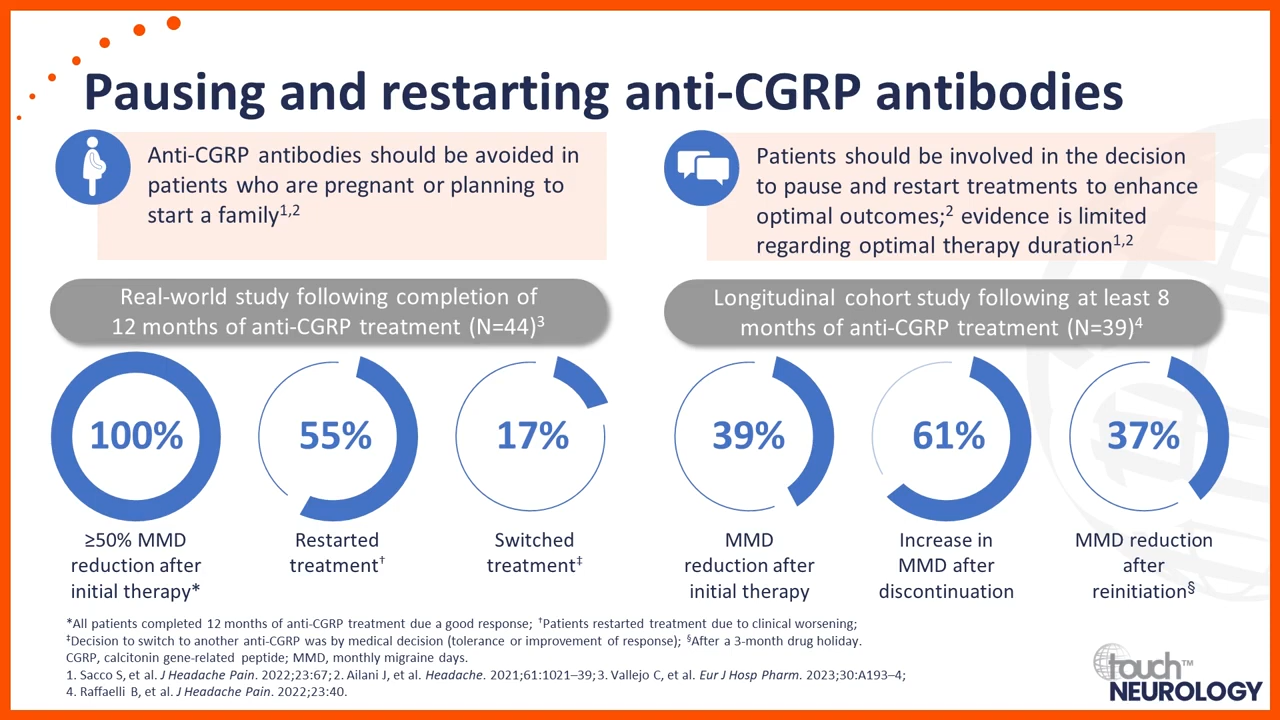 Pausing and restarting anti-CGRP antibodies
Anti-CGRP antibodies should be avoided in
patients who are pregnant or planning to
start a family1,2
Patients should be involved in the decision
to pause and restart treatments to enhance
optimal outcomes;2 evidence is limited
regarding optimal therapy duration1,2
Real-world study following completion of
12 months of anti-CGRP treatment (N=44)3
100%
≥50% MMD
reduction after
initial therapy*
55%
Restarted
treatment†
17%
Switched
treatment‡
Longitudinal cohort study following at least 8
months of anti-CGRP treatment (N=39)4
39%
MMD
reduction after
initial therapy
61%
Increase in
MMD after
discontinuation
37%
MMD reduction
after
reinitiation§
*All patients completed 12 months of anti-CGRP treatment due a good response; †Patients restarted treatment due to clinical worsening;
‡Decision to switch to another anti-CGRP was by medical decision (tolerance or improvement of response); §After a 3-month drug holiday.
CGRP, calcitonin gene-related peptide; MMD, monthly migraine days.
1. Sacco S, et al. J Headache Pain. 2022;23:67; 2. Ailani J, et al. Headache. 2021;61:1021–39; 3. Vallejo C, et al. Eur J Hosp Pharm. 2023;30:A193–4;
4. Raffaelli B, et al. J Headache Pain. 2022;23:40.
touch™
NEUROLOGY